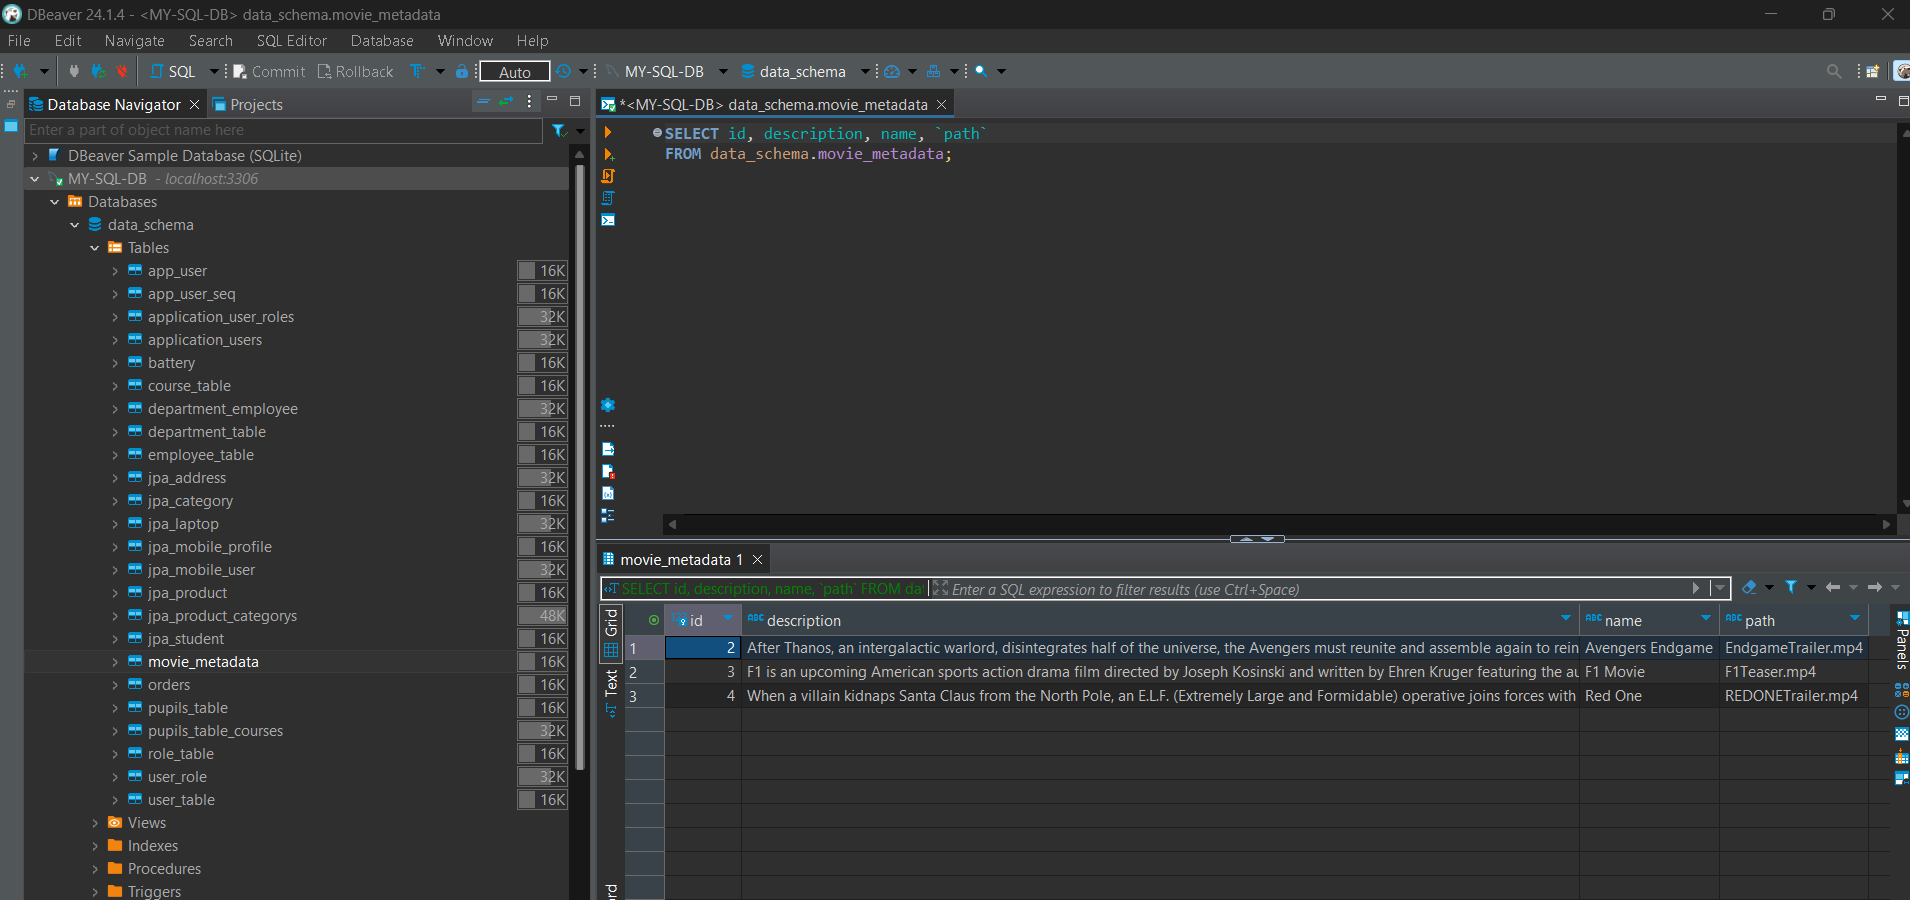 DBeaver 24.1.4 - <MY-SQL-DB> data_schema.movie_metadata
File Edit Navigate Search SQL Editor Database Window Help
SQL Commit Rollback Auto MY-SQL-DB data_schema
Database Navigator Projects
Enter a part of object name here
DBeaver Sample Database (SQLite)
MY-SQL-DB - localhost:3306
Databases
data_schema
Tables
app_user 16K
app_user_seq 16K
application_user_roles 32K
application_users 32K
battery 16K
course_table 16K
department_employee 32K
department_table 16K
employee_table 16K
jpa_address 32K
jpa_category 16K
jpa_laptop 32K
jpa_mobile_profile 16K
jpa_mobile_user 32K
jpa_product 16K
jpa_product_categorys 48K
jpa_student 16K
movie_metadata 16K
orders 16K
pupils_table 16K
pupils_table_courses 32K
role_table 16K
user_role 32K
user_table 16K
Views
Indexes
Procedures
Triggers
*<MY-SQL-DB> data_schema.movie_metadata
SELECT id, description, name, `path`
FROM data_schema.movie_metadata;
movie_metadata 1
SELECT id, description, name, `path` FROM da Enter a SQL expression to filter results (use Ctrl+Space)
Grid
Text
Panels
id description name path
1 2 After Thanos, an intergalactic warlord, disintegrates half of the universe, the Avengers must reunite and assemble again to rein Avengers Endgame EndgameTrailer.mp4
2 3 F1 is an upcoming American sports action drama film directed by Joseph Kosinski and written by Ehren Kruger featuring the au F1 Movie F1Teaser.mp4
3 4 When a villain kidnaps Santa Claus from the North Pole, an E.L.F. (Extremely Large and Formidable) operative joins forces with Red One REDONETrailer.mp4